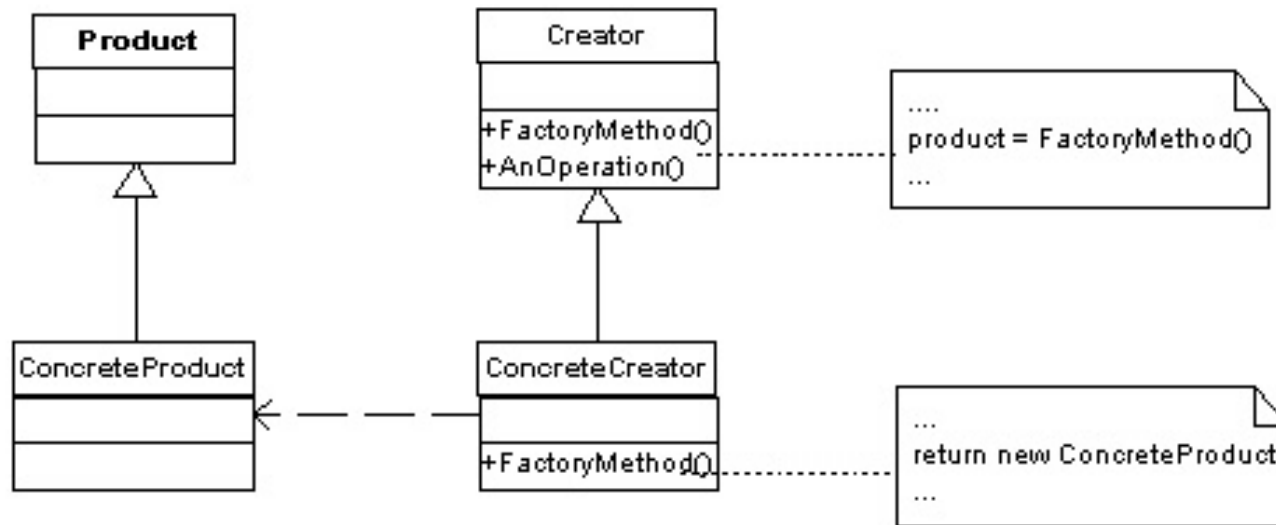 Product
Creator
+FactoryMethod()
+AnOperation()
....
product = FactoryMethod()
...
ConcreteProduct
ConcreteCreator
+FactoryMethod()
...
return new ConcreteProduct
...